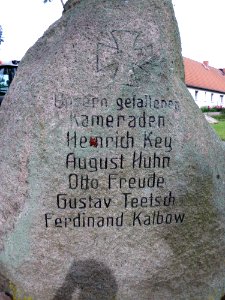 Unsern gefallenen
Kameraden
Heinrich Key
August Huhn
Otto Freude
Gustav Teetsch
Ferdinand Kalbow